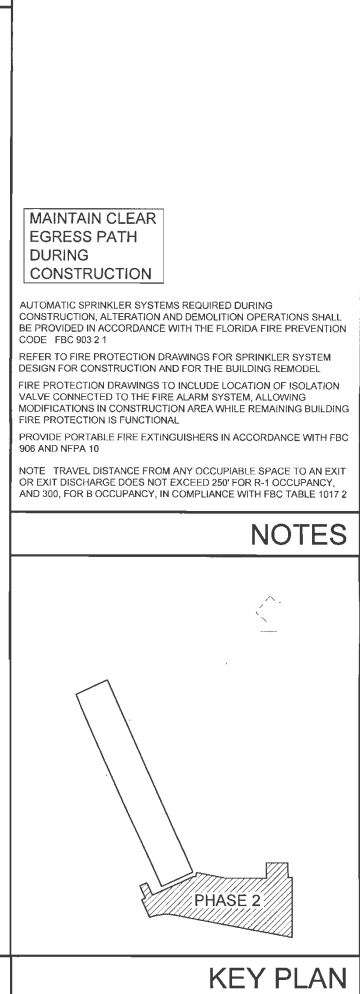 MAINTAIN CLEAR
EGRESS PATH
DURING
CONSTRUCTION
AUTOMATIC SPRINKLER SYSTEMS REQUIRED DURING
CONSTRUCTION, ALTERATION AND DEMOLITION OPERATIONS SHALL
BE PROVIDED IN ACCORDANCE WITH THE FLORIDA FIRE PREVENTION
CODE FBC 903 2 1
REFER TO FIRE PROTECTION DRAWINGS FOR SPRINKLER SYSTEM
DESIGN FOR CONSTRUCTION AND FOR THE BUILDING REMODEL
FIRE PROTECTION DRAWINGS TO INCLUDE LOCATION OF ISOLATION
VALVE CONNECTED TO THE FIRE ALARM SYSTEM, ALLOWING
MODIFICATIONS IN CONSTRUCTION AREA WHILE REMAINING BUILDING
FIRE PROTECTION IS FUNCTIONAL
PROVIDE PORTABLE FIRE EXTINGUISHERS IN ACCORDANCE WITH FBC
906 AND NFPA 10
NOTE TRAVEL DISTANCE FROM ANY OCCUPIABLE SPACE TO AN EXIT
OR EXIT DISCHARGE DOES NOT EXCEED 250' FOR R-1 OCCUPANCY,
AND 300, FOR B OCCUPANCY, IN COMPLIANCE WITH FBC TABLE 1017 2
NOTES
PHASE 2
KEY PLAN